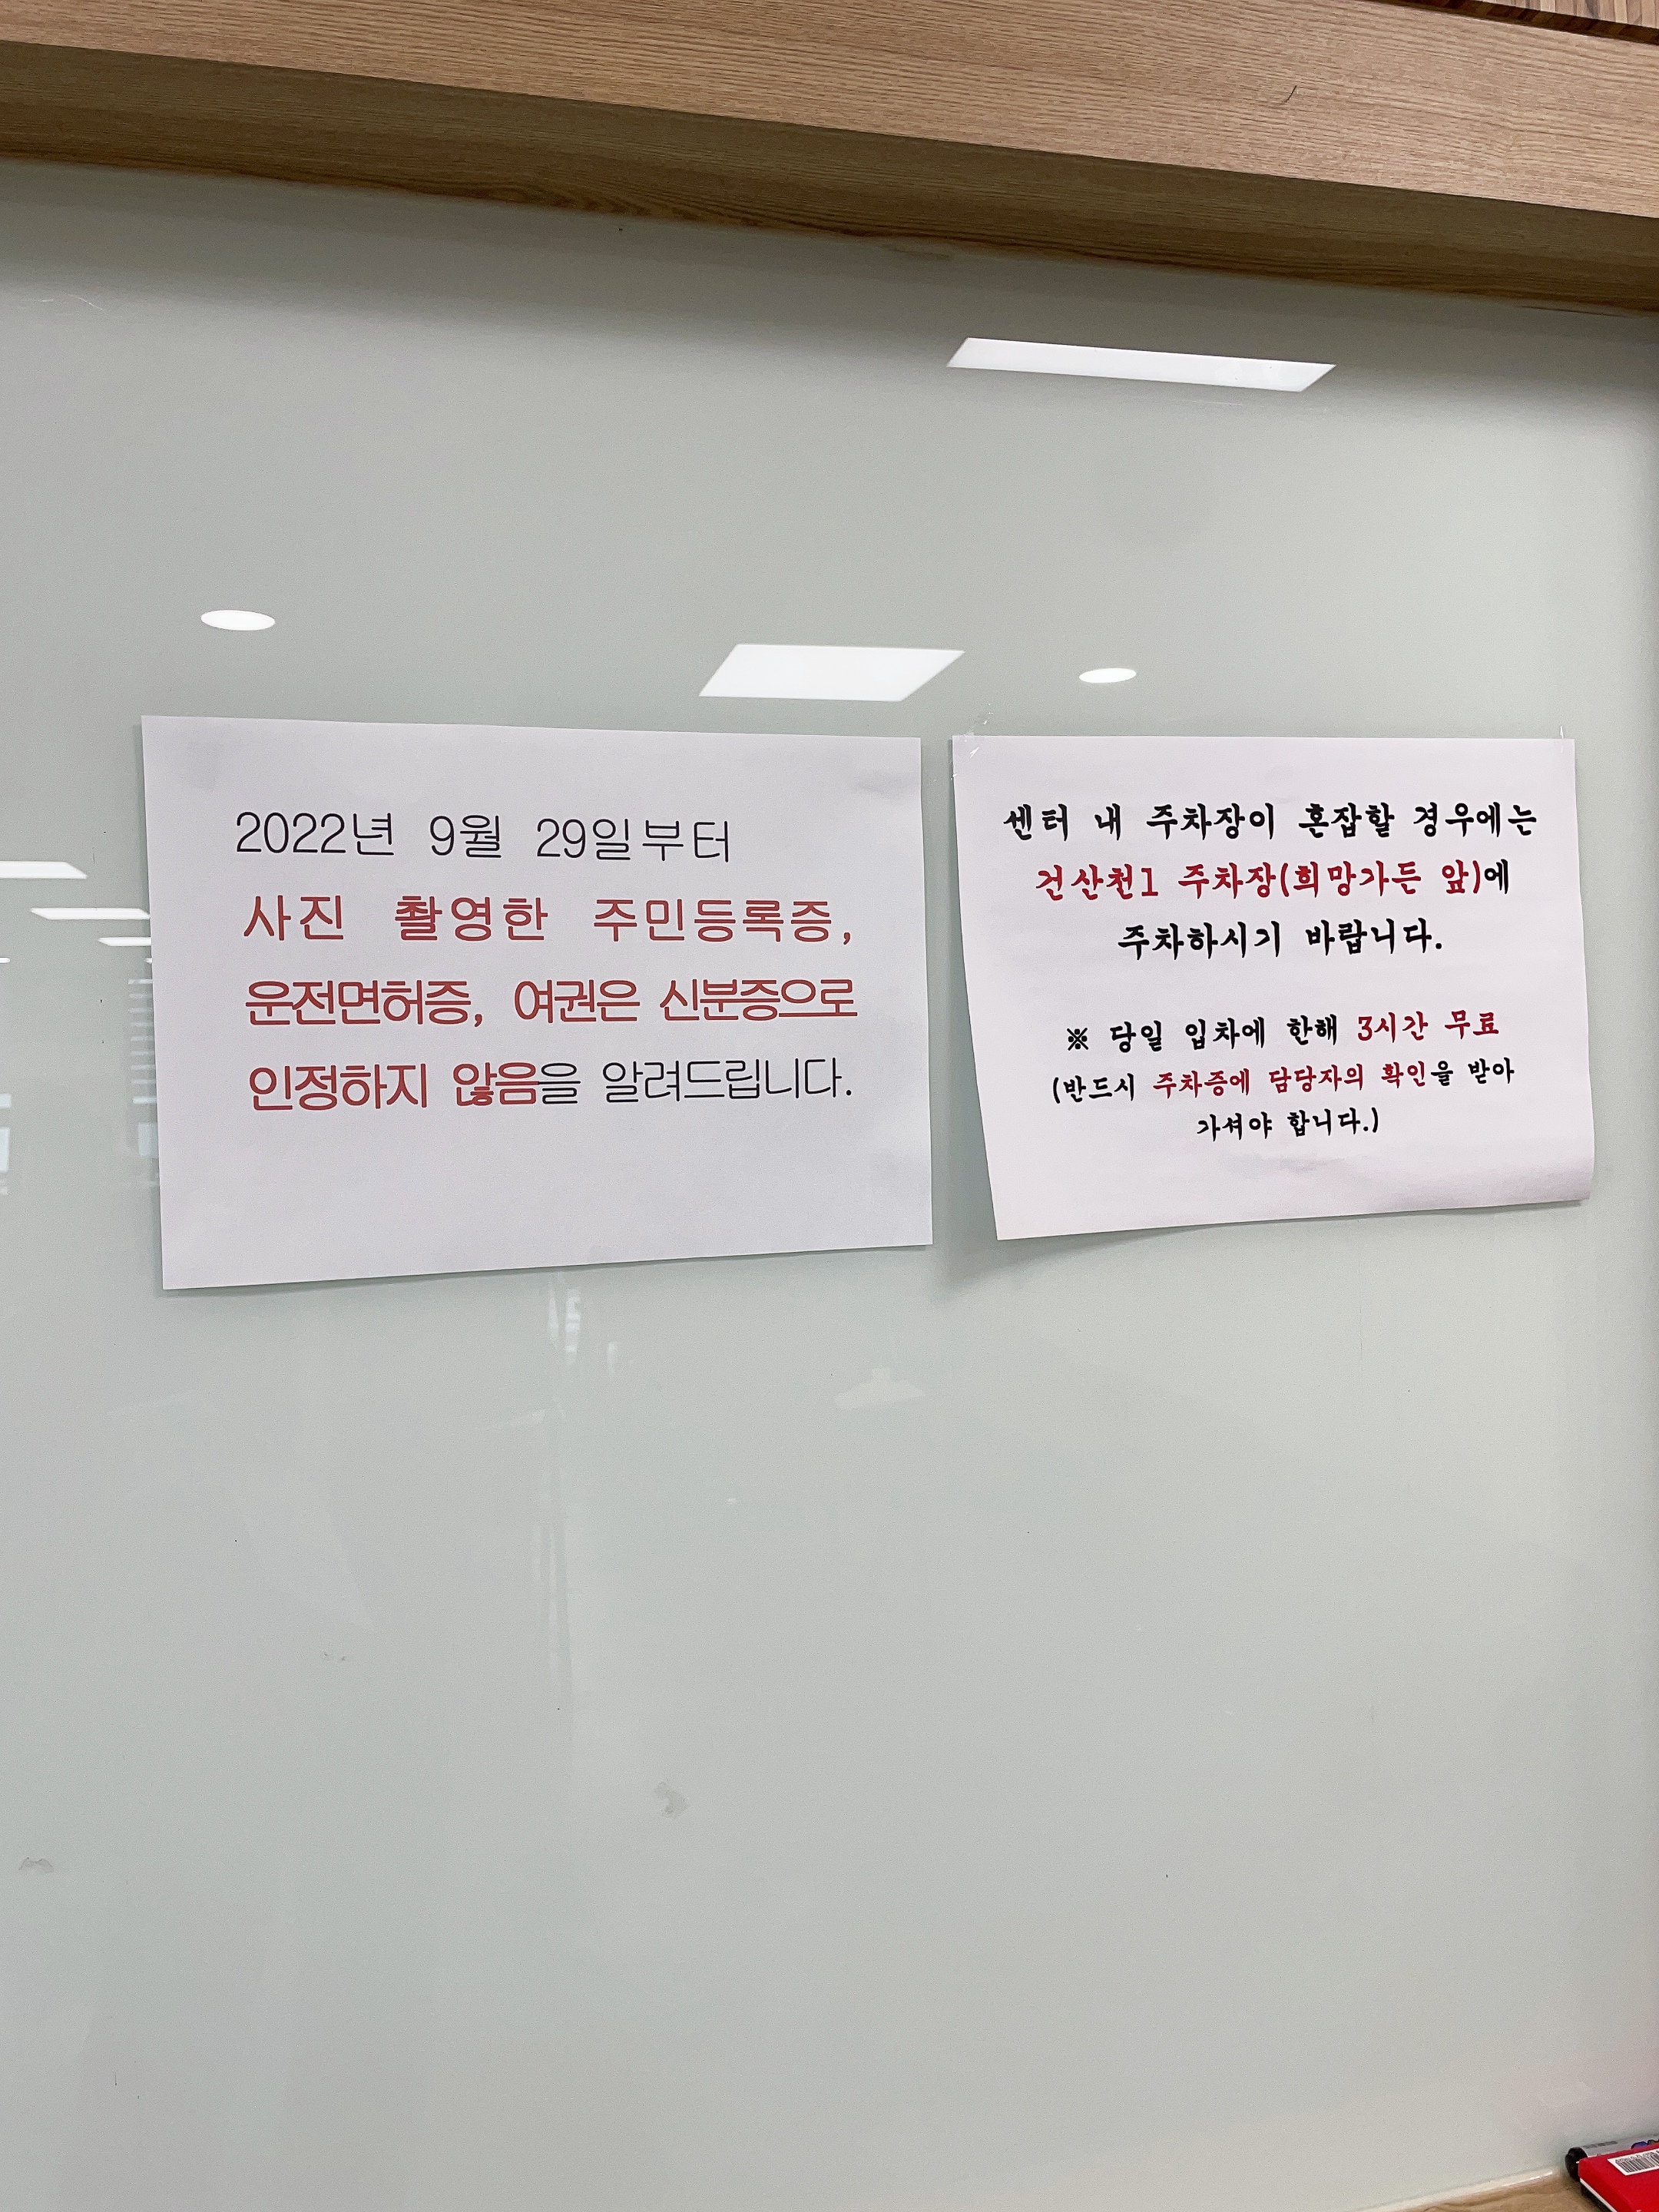 2022년 9월 29일부터
사진 촬영한 주민등록증,
운전면허증, 여권은 신분증으로
인정하지 않음을 알려드립니다.
센터 내 주차장이 혼잡할 경우에는
건산천1 주차장(희망가든 앞)에
주차하시기 바랍니다.
※ 당일 입차에 한해 3시간 무료
(반드시 주차증에 담당자의 확인을 받아
가셔야 합니다.)